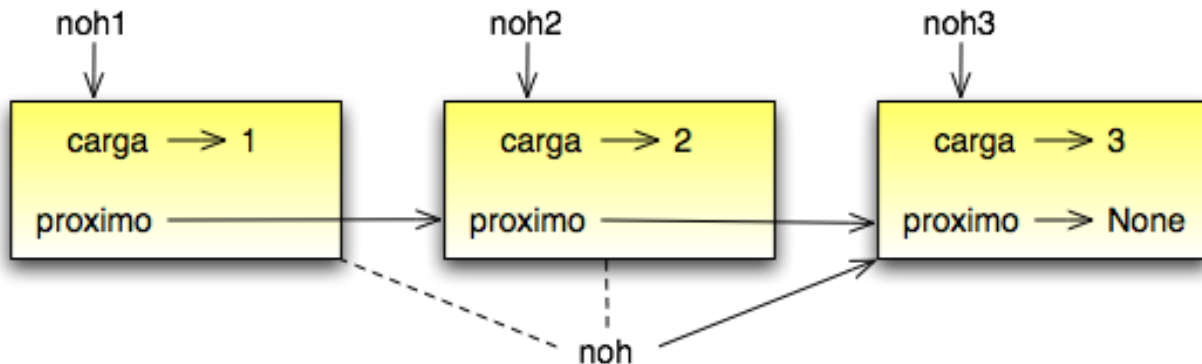 noh1 noh2 noh3
carga 1 carga 2 carga 3
proximo proximo proximo None
noh